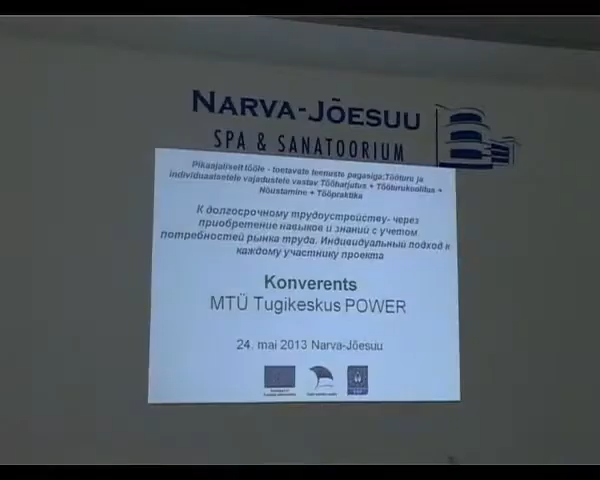 NARVA-JÕESUU
SPA & SANATOORIUM
Pikaajaliselt tööle - toetavate teenuste pagasiga:Tööturu ja
individuaalsetele vajadustele vastav Tööharjutus + Tööturukoolitus +
Nõustamine + Tööpraktika
К долгосрочному трудоустройству- через
приобретение навыков и знаний с учетом
потребностей рынка труда. Индивидуальный подход к
каждому участнику проекта
Konverents
MTÜ Tugikeskus POWER
24. mai 2013 Narva-Jõesuu